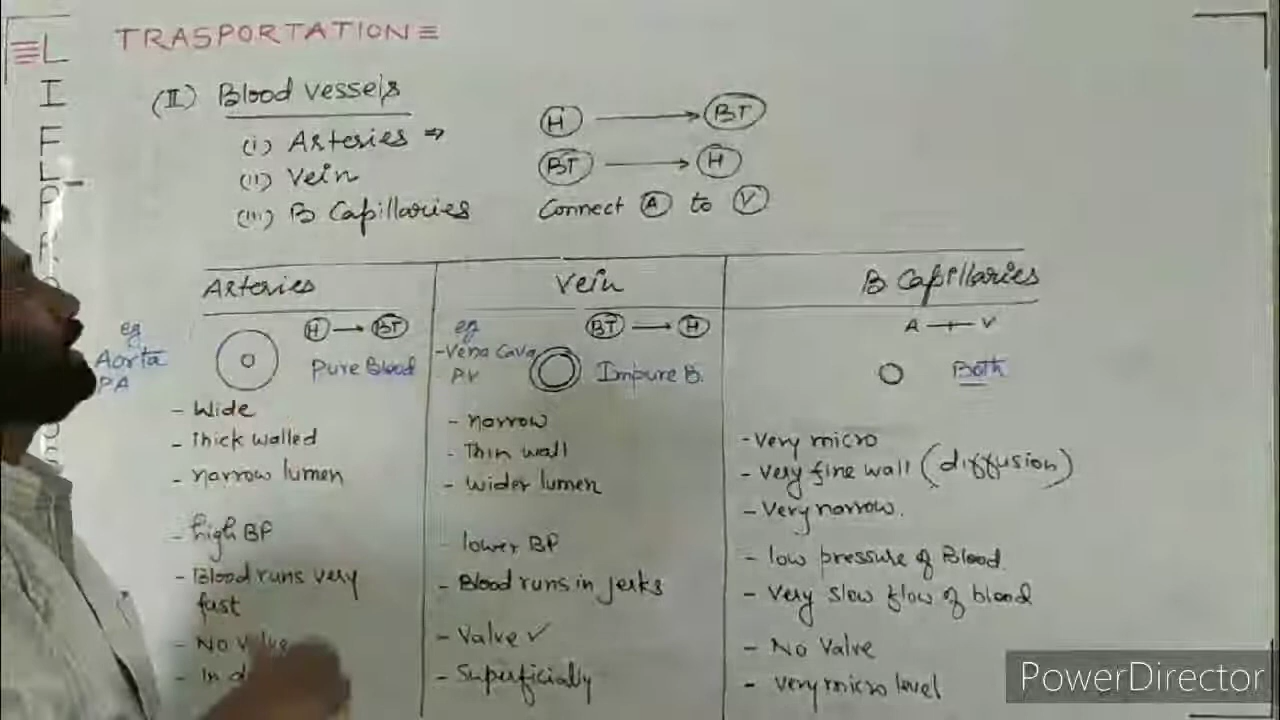 ≡L
I
F
L
P
TRASPORTATION≡
(II) Blood vessels
(i) Arteries ⇒ H → BT
(ii) Vein BT → H
(iii) B Capillaries Connect A to V
Arteries
H → BT
eg
Aorta
PA
Pure Blood
- Wide
- Thick walled
- narrow lumen
- high BP
- Blood runs very
fast
- No Valve
- In d
Vein
eg
BT → H
- Vena Cava
- PV
Impure B.
- narrow
- Thin wall
- wider lumen
- lower BP
- Blood runs in jerks
- Valve ✓
- Superficially
B Capillaries
A → V
Both
- Very micro
- Very fine wall (diffusion)
- Very narrow.
- low pressure of Blood.
- Very slow flow of blood
- No Valve
- very micro level
PowerDirector